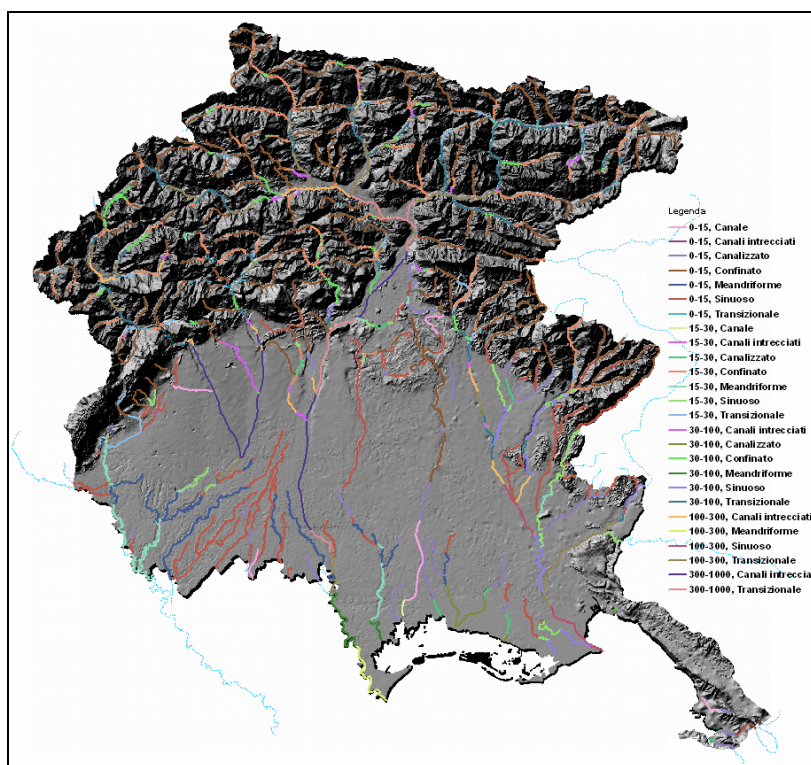 Legenda
0-15, Canale
0-15, Canali intrecciati
0-15, Canalizzato
0-15, Confinato
0-15, Meandriforme
0-15, Sinuoso
0-15, Transizionale
15-30, Canale
15-30, Canali intrecciati
15-30, Canalizzato
15-30, Confinato
15-30, Meandriforme
15-30, Sinuoso
15-30, Transizionale
30-100, Canali intrecciati
30-100, Canalizzato
30-100, Confinato
30-100, Meandriforme
30-100, Sinuoso
30-100, Transizionale
100-300, Canali intrecciati
100-300, Meandriforme
100-300, Sinuoso
100-300, Transizionale
300-1000, Canali intreccia
300-1000, Transizionale